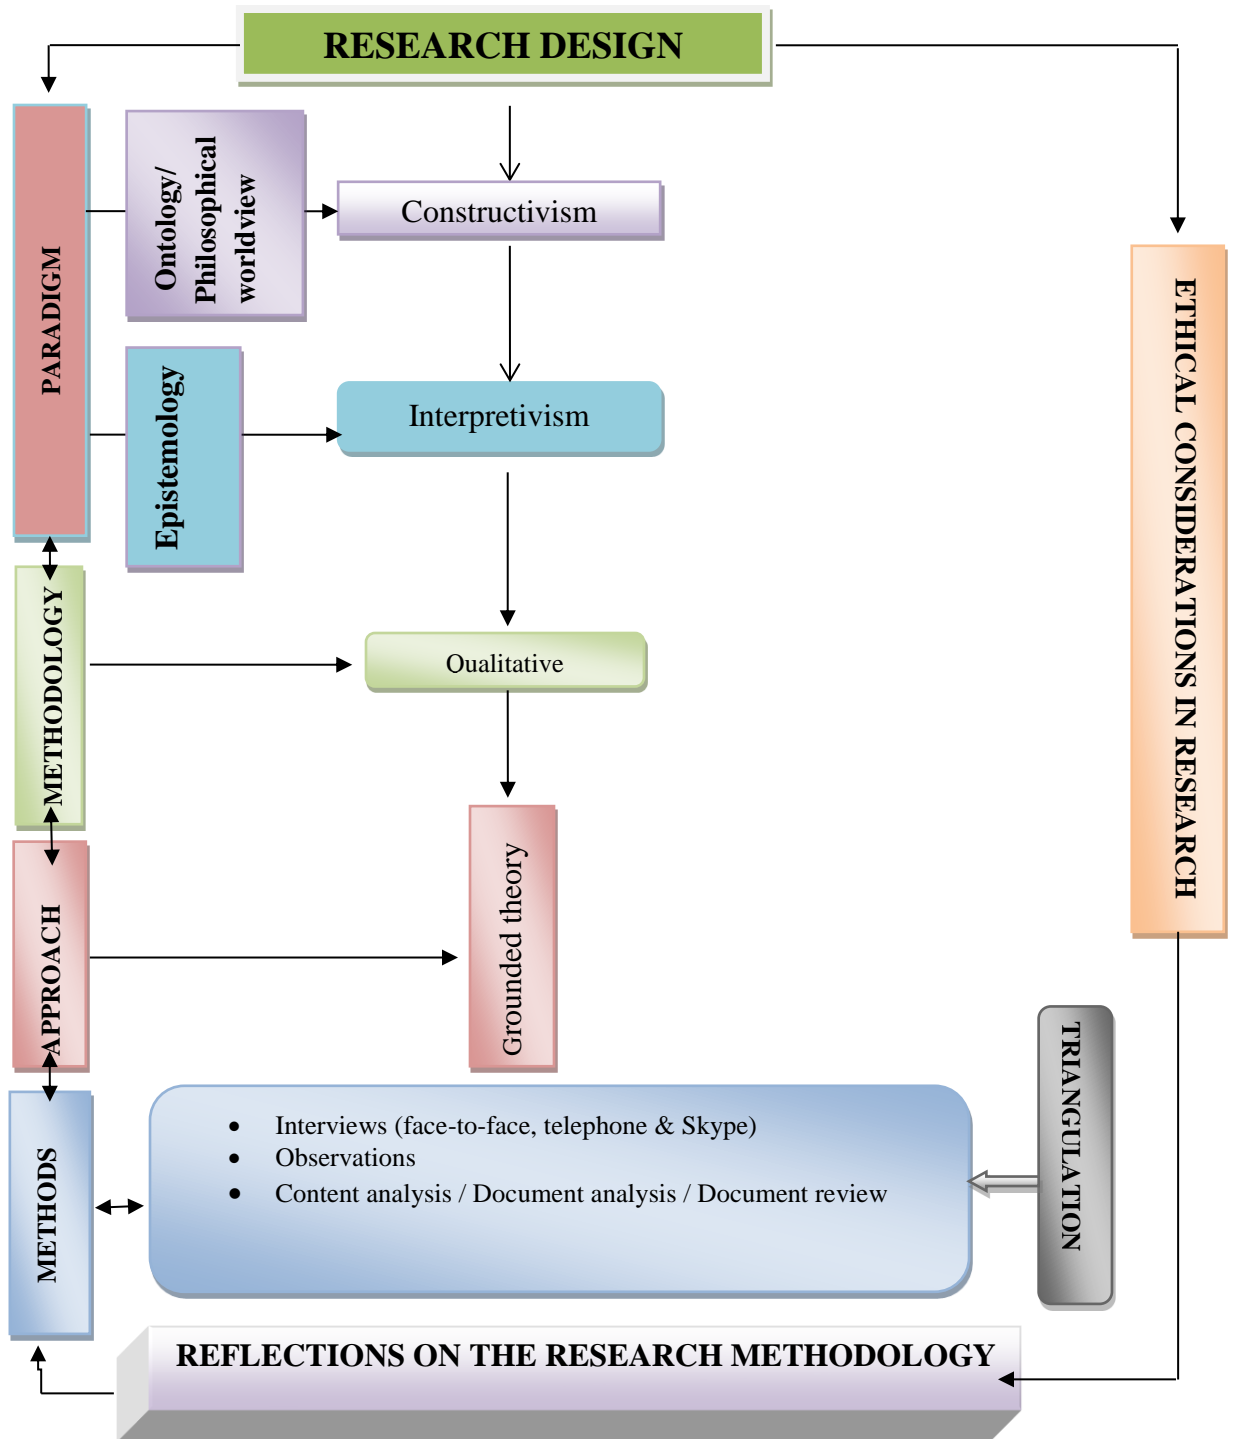 RESEARCH DESIGN
PARADIGM
Ontology/
Philosophical
worldview
Constructivism
Epistemology
Interpretivism
ETHICAL CONSIDERATIONS IN RESEARCH
METHODOLOGY
Qualitative
APPROACH
Grounded theory
METHODS
• Interviews (face-to-face, telephone & Skype)
• Observations
• Content analysis / Document analysis / Document review
TRIANGULATION
REFLECTIONS ON THE RESEARCH METHODOLOGY